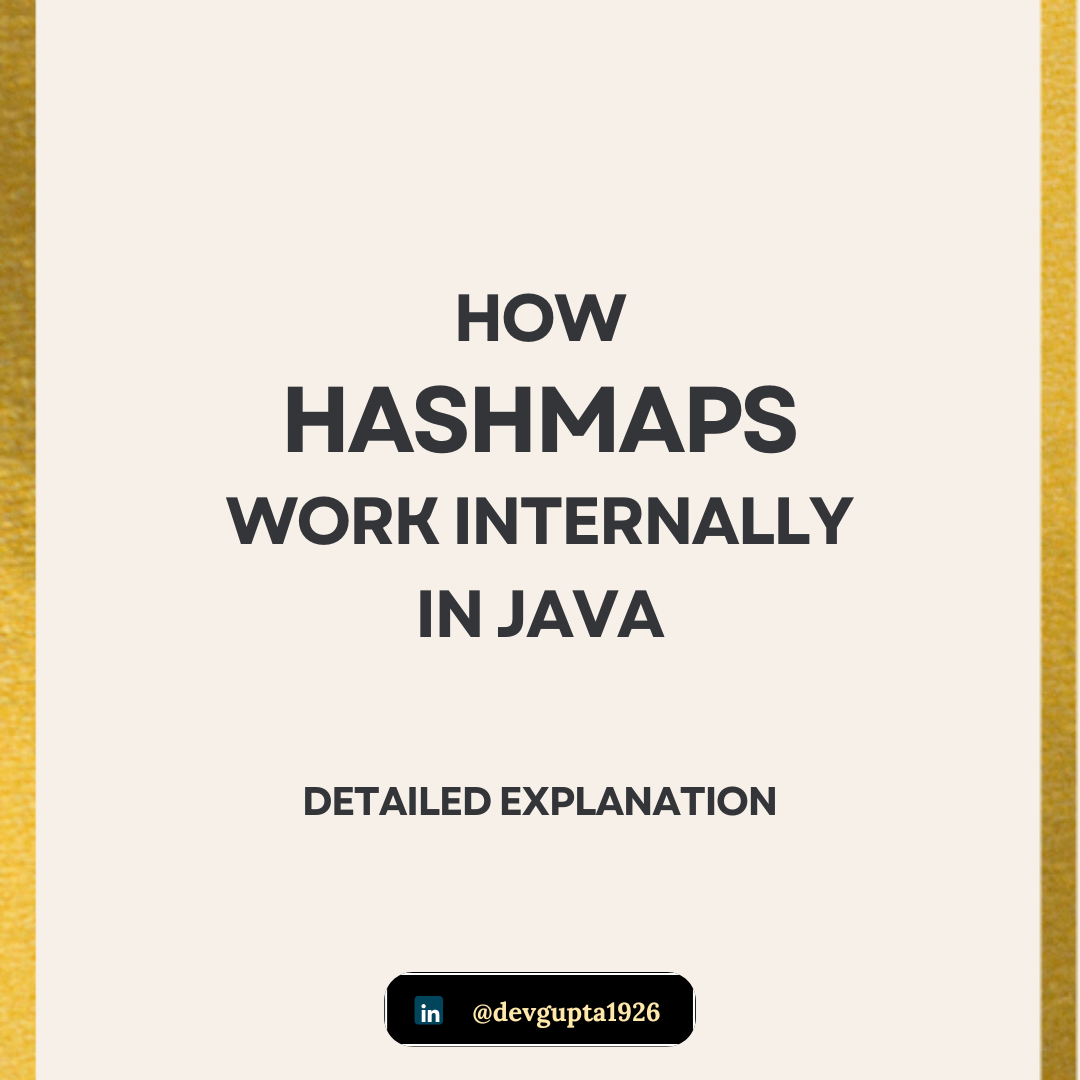 HOW
HASHMAPS
WORK INTERNALLY
IN JAVA
DETAILED EXPLANATION
in @devgupta1926